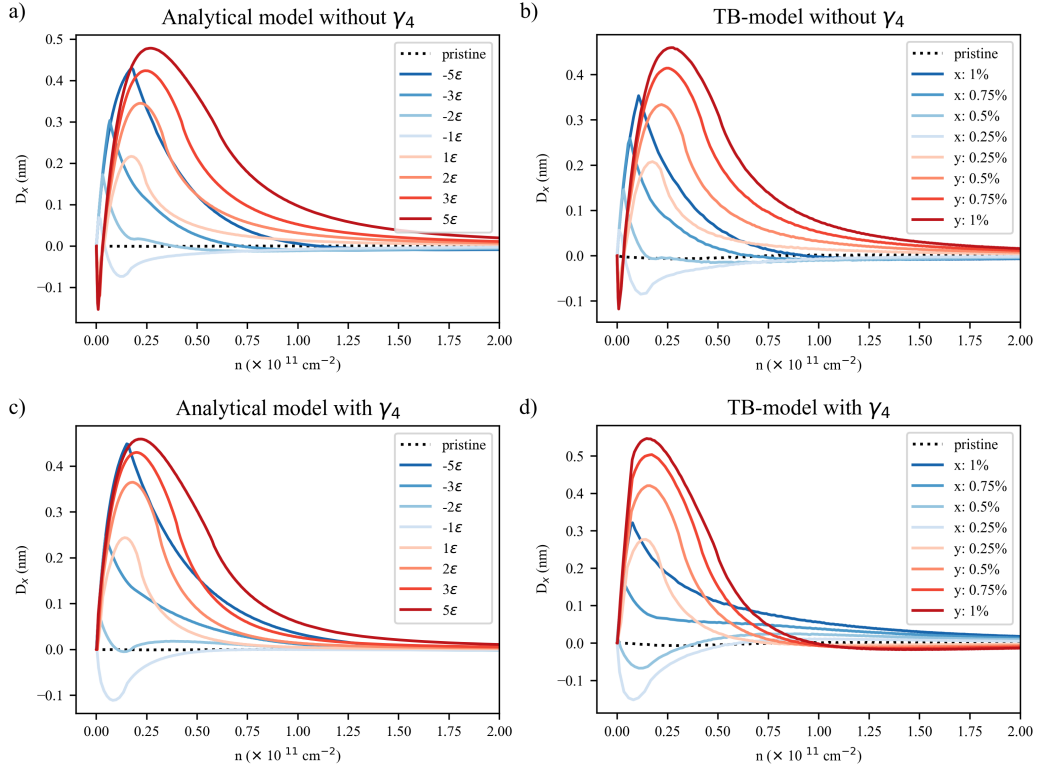 a)
Analytical model without γ₄
0.5
0.4
0.3
0.2
0.1
0.0
−0.1
Dₓ (nm)
pristine
-5ε
-3ε
-2ε
-1ε
1ε
2ε
3ε
5ε
0.00 0.25 0.50 0.75 1.00 1.25 1.50 1.75 2.00
n (× 10 ¹¹ cm⁻²)
b)
TB-model without γ₄
0.4
0.3
0.2
0.1
0.0
−0.1
Dₓ (nm)
pristine
x: 1%
x: 0.75%
x: 0.5%
x: 0.25%
y: 0.25%
y: 0.5%
y: 0.75%
y: 1%
0.00 0.25 0.50 0.75 1.00 1.25 1.50 1.75 2.00
n (× 10 ¹¹ cm⁻²)
c)
Analytical model with γ₄
0.4
0.3
0.2
0.1
0.0
−0.1
Dₓ (nm)
pristine
-5ε
-3ε
-2ε
-1ε
1ε
2ε
3ε
5ε
0.00 0.25 0.50 0.75 1.00 1.25 1.50 1.75 2.00
n (× 10 ¹¹ cm⁻²)
d)
TB-model with γ₄
0.5
0.4
0.3
0.2
0.1
0.0
−0.1
Dₓ (nm)
pristine
x: 1%
x: 0.75%
x: 0.5%
x: 0.25%
y: 0.25%
y: 0.5%
y: 0.75%
y: 1%
0.00 0.25 0.50 0.75 1.00 1.25 1.50 1.75 2.00
n (× 10 ¹¹ cm⁻²)